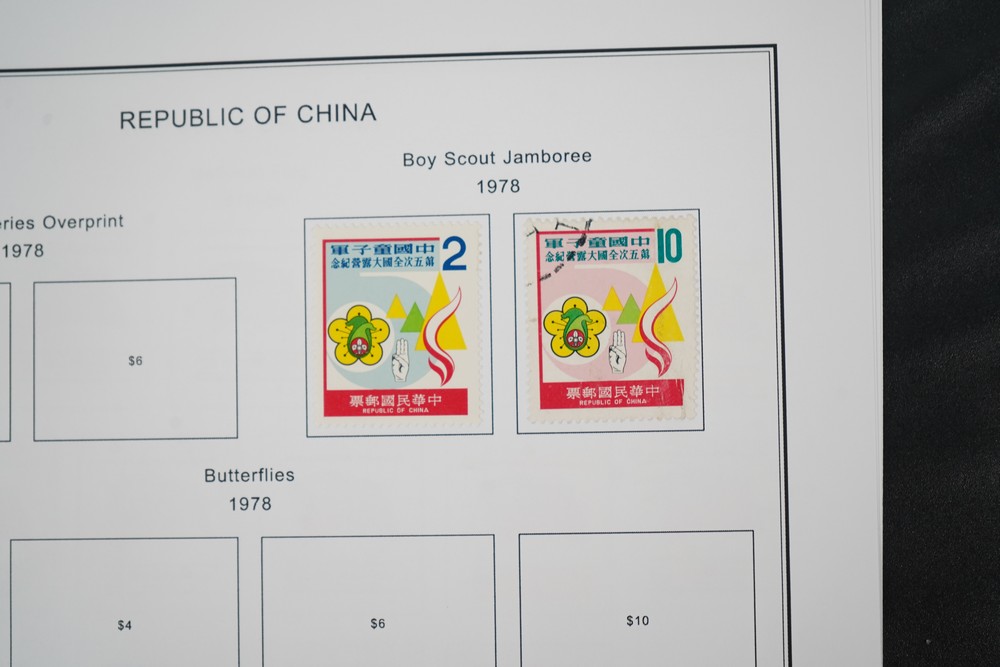 REPUBLIC OF CHINA
Boy Scout Jamboree
1978
eries Overprint
1978
$6
中國童子軍
第五次全國大露營紀念
2
中華民國郵票
REPUBLIC OF CHINA
中國童子軍
第五次全國大露營紀念
10
中華民國郵票
REPUBLIC OF CHINA
Butterflies
1978
$4
$6
$10